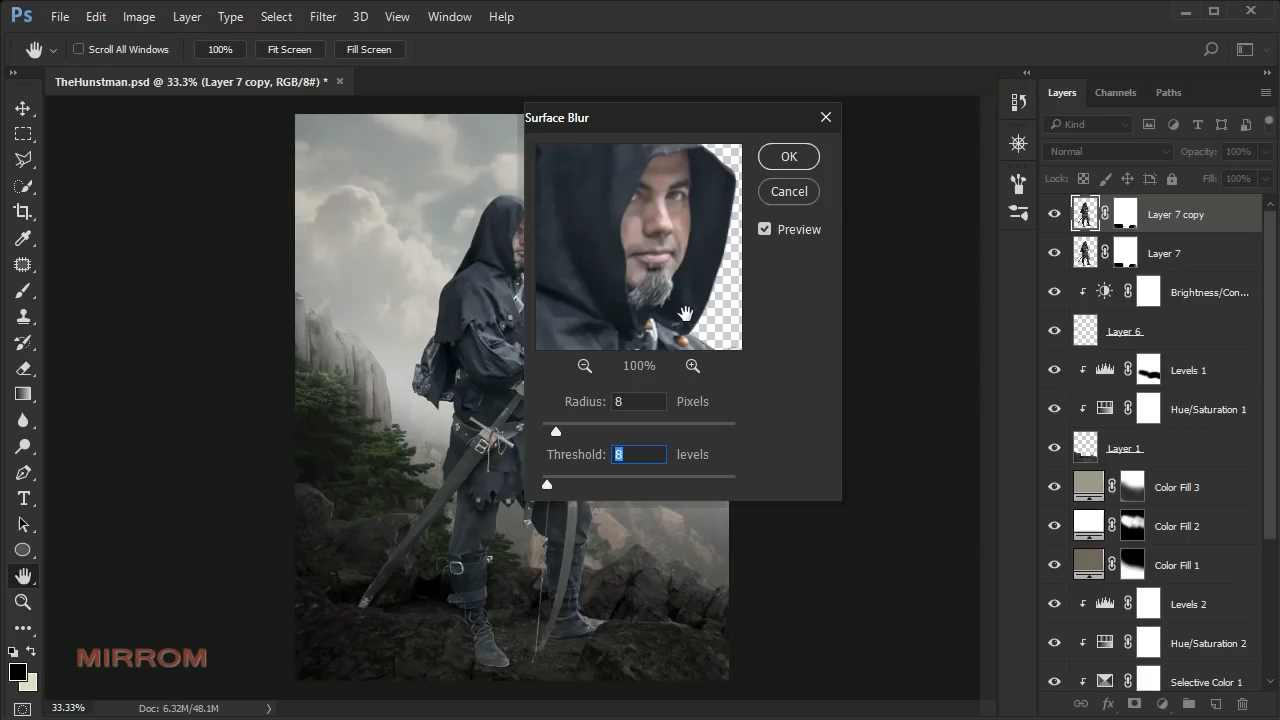 Ps File Edit Image Layer Type Select Filter 3D View Window Help
Scroll All Windows 100% Fit Screen Fill Screen
TheHunstman.psd @ 33.3% (Layer 7 copy, RGB/8#) *
Surface Blur
OK
Cancel
Preview
100%
Radius: 8 Pixels
Threshold: 8 levels
Layers Channels Paths
Kind
Normal Opacity: 100%
Lock: Fill: 100%
Layer 7 copy
Layer 7
Brightness/Con...
Layer 6
Levels 1
Hue/Saturation 1
Layer 1
Color Fill 3
Color Fill 2
Color Fill 1
Levels 2
Hue/Saturation 2
Selective Color 1
MIRROM
33.33% Doc: 6.32M/48.1M